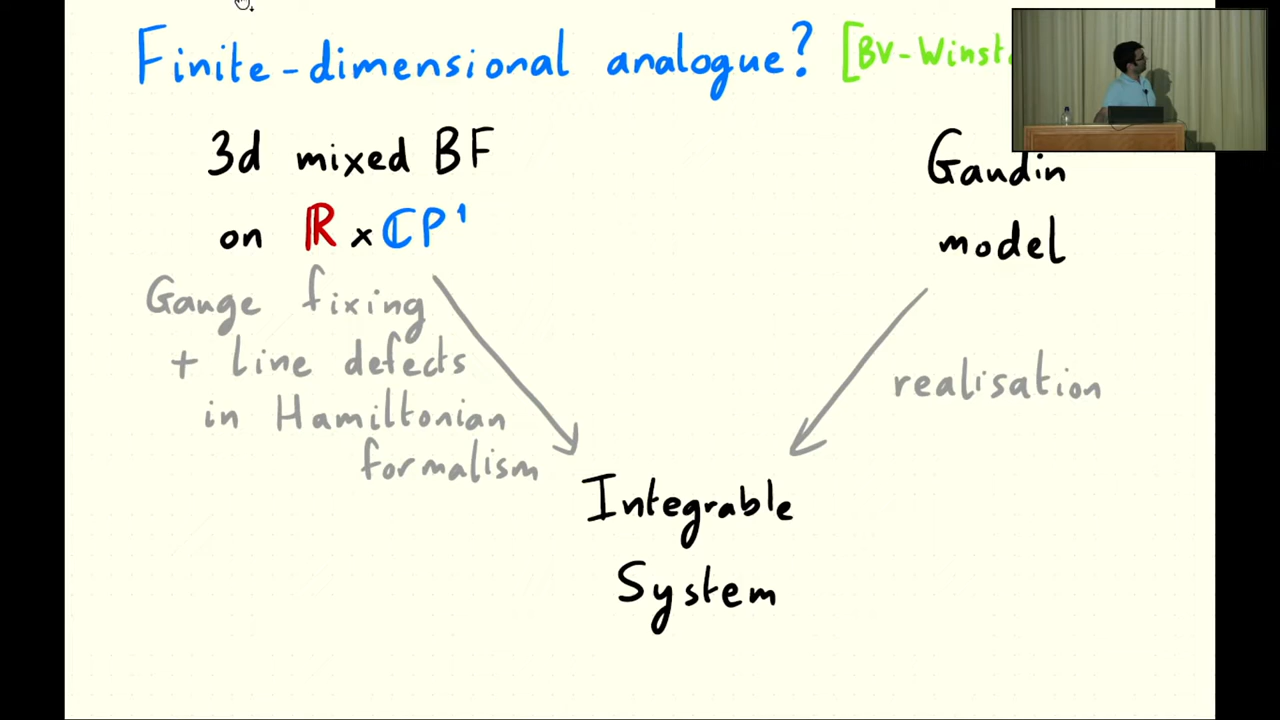 Finite-dimensional analogue? [BV-
3d mixed BF
on ℝ × ℂP¹
Gauge fixing
+ line defects
in Hamiltonian
formalism
Gaudin
model
realisation
Integrable
System